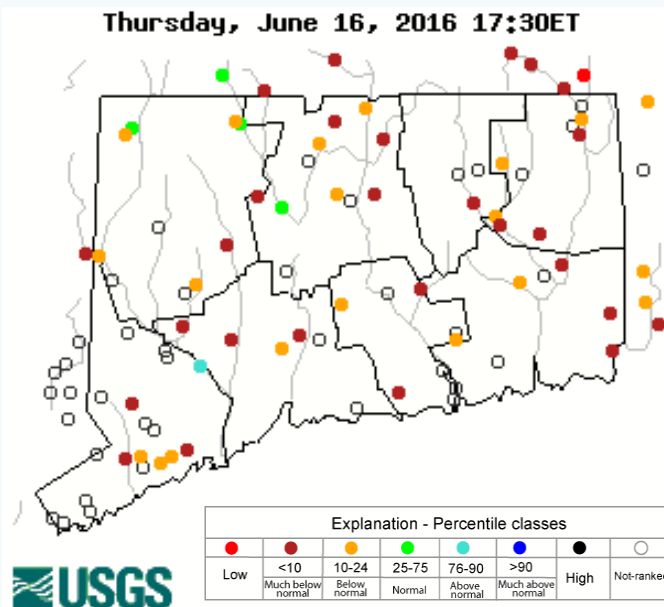 Thursday, June 16, 2016 17:30ET
Explanation - Percentile classes
Low <10 10-24 25-75 76-90 >90 High Not-ranked
Much below normal Below normal Normal Above normal Much above normal
USGS